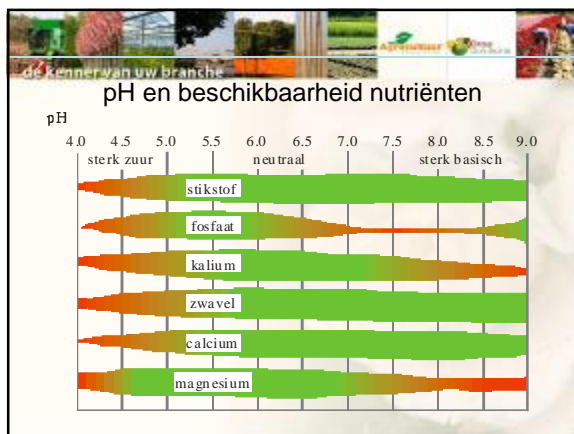 Agricultuur
de kenner van uw branche
pH en beschikbaarheid nutriënten
pH
4.0 4.5 5.0 5.5 6.0 6.5 7.0 7.5 8.0 8.5 9.0
sterk zuur neutraal sterk basisch
stikstof
fosfaat
kalium
zwavel
calcium
magnesium